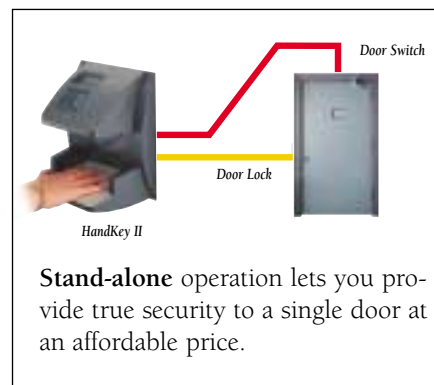 Door Switch
Door Lock
HandKey II
Stand-alone operation lets you pro-
vide true security to a single door at
an affordable price.